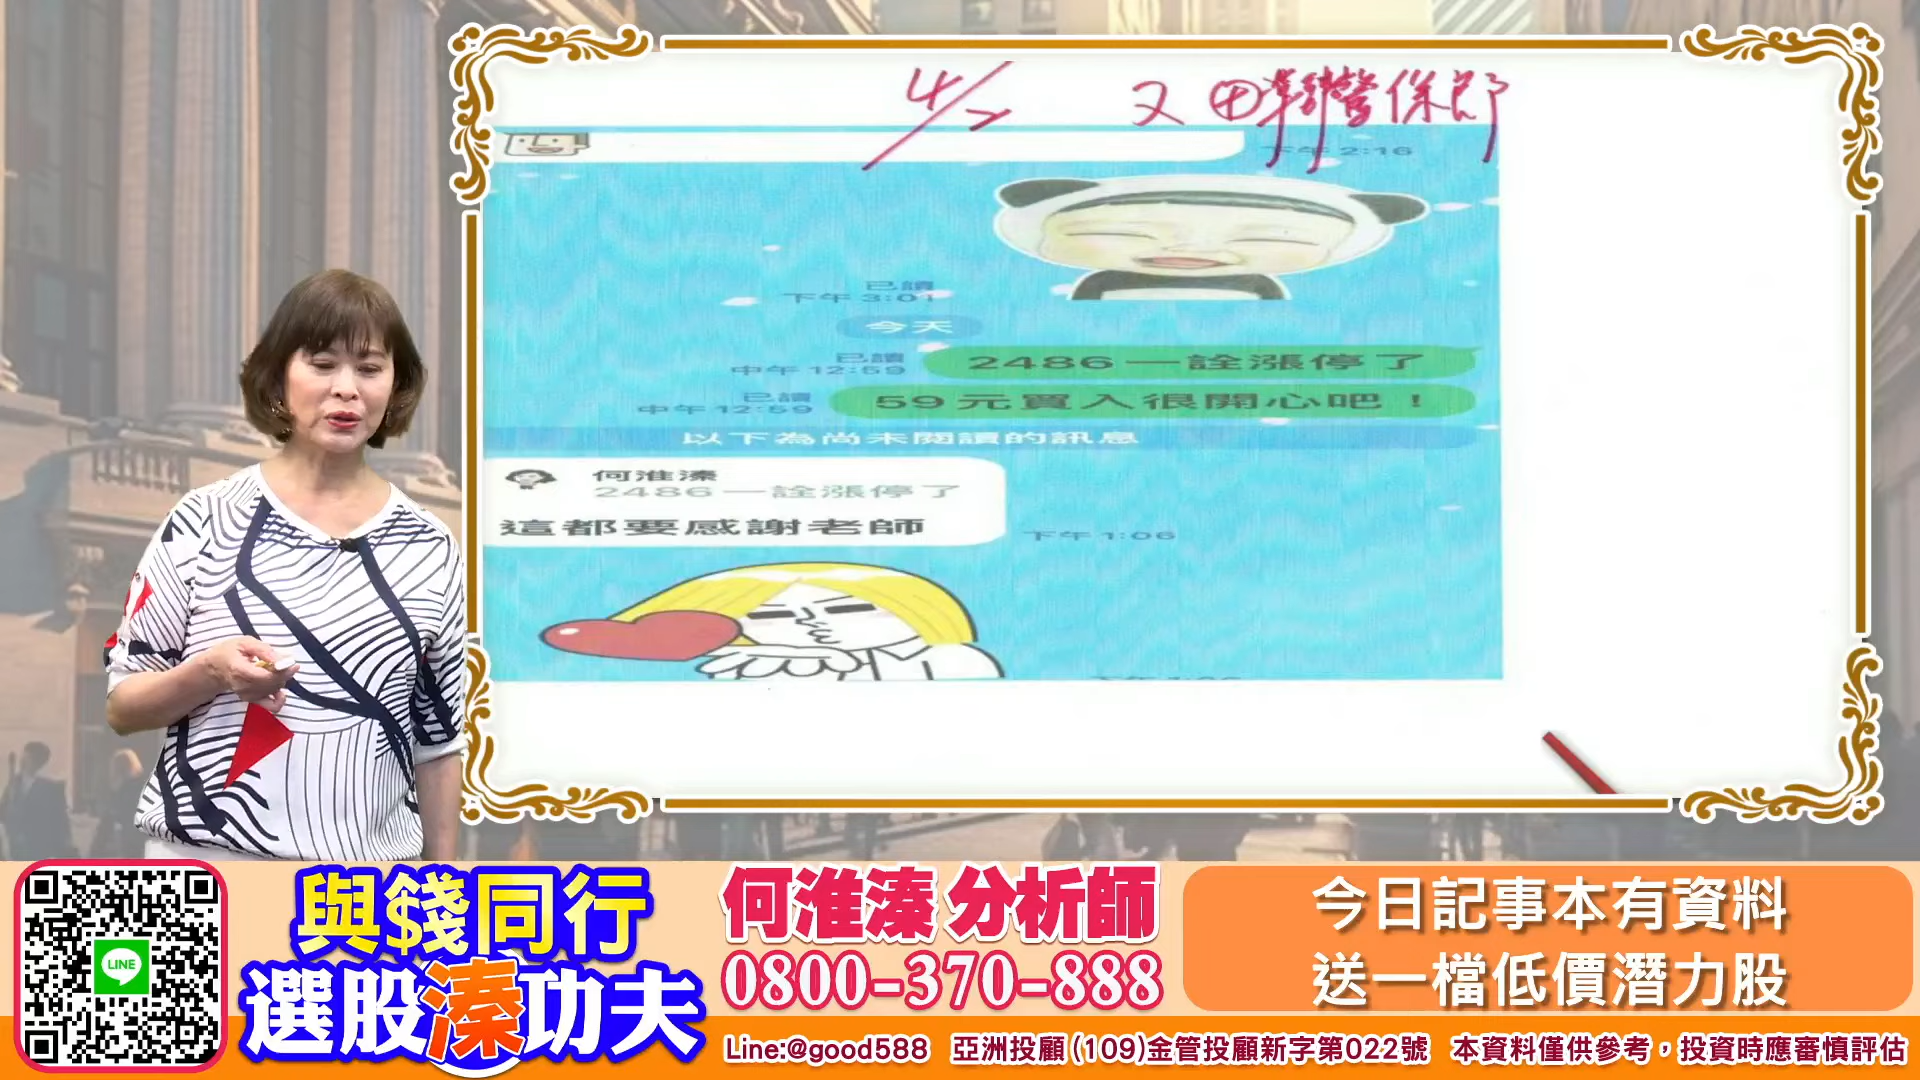 4/2
下午 2:16
已讀
下午 3:01
今天
已讀
中午 12:59
2486一詮漲停了
已讀
中午 12:59
59元買入很開心吧！
以下為尚未閱讀的訊息
何淮溱
2486一詮漲停了
這都要感謝老師
下午 1:06
LINE
與$錢同行
選股溱功夫
何淮溱 分析師
0800-370-888
今日記事本有資料
送一檔低價潛力股
Line:@good588 亞洲投顧 (109)金管投顧新字第022號 本資料僅供參考，投資時應審慎評估